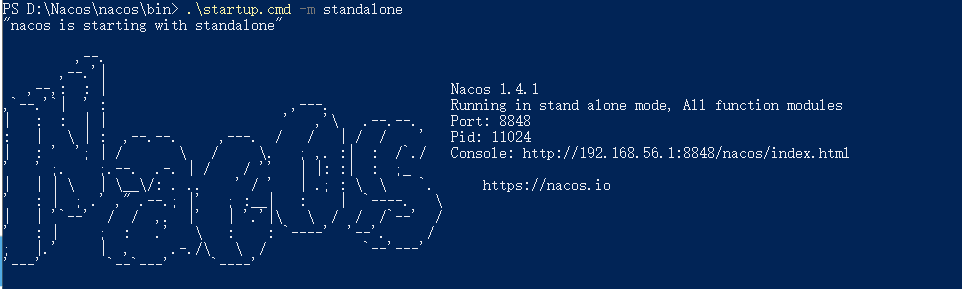 PS D:\Nacos\nacos\bin> .\startup.cmd -m standalone
"nacos is starting with standalone"
Nacos 1.4.1
Running in stand alone mode, All function modules
Port: 8848
Pid: 11024
Console: http://192.168.56.1:8848/nacos/index.html
https://nacos.io